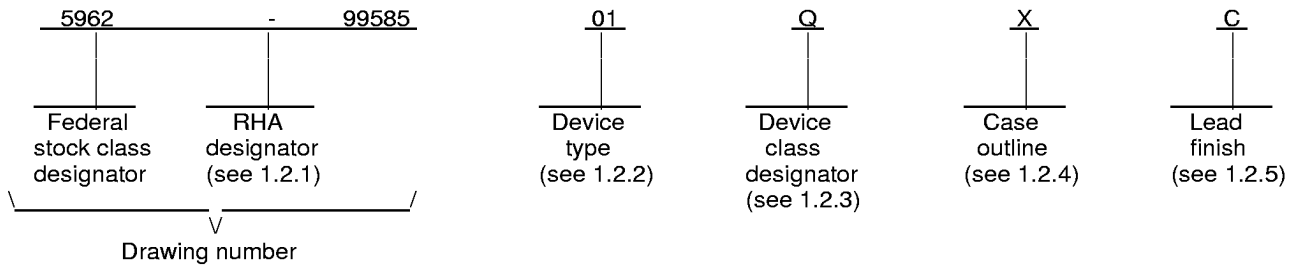 5962 - 99585 01 Q X C
Federal RHA Device Device Case Lead
stock class designator type class outline finish
designator (see 1.2.1) (see 1.2.2) designator (see 1.2.4) (see 1.2.5)
(see 1.2.3)
Drawing number